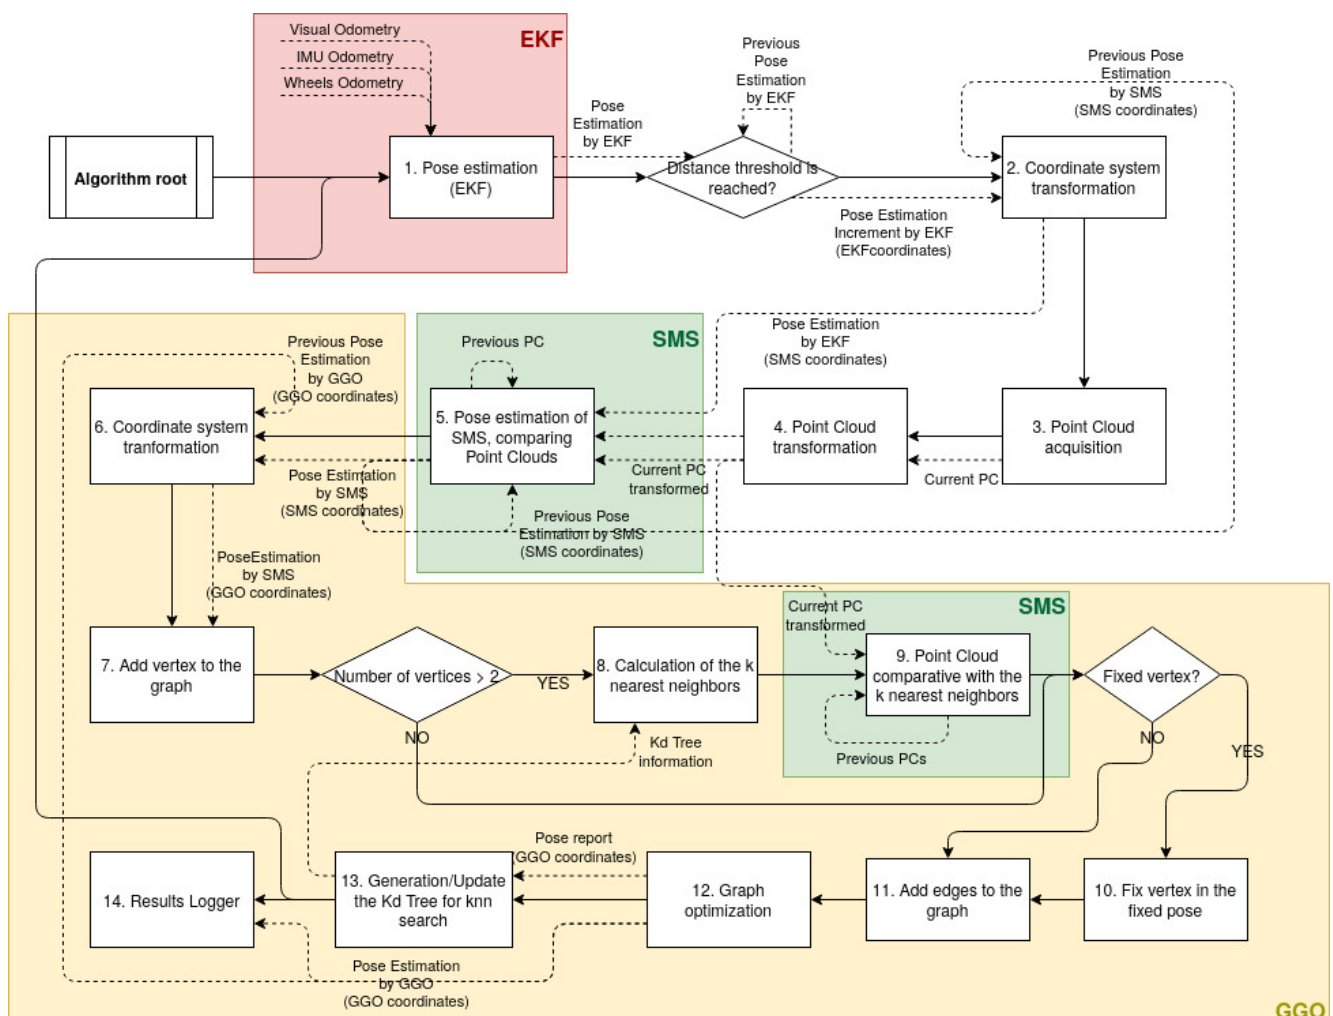 Visual Odometry
IMU Odometry
Wheels Odometry
EKF
Previous
Pose
Estimation
by EKF
Previous Pose
Estimation
by SMS
(SMS coordinates)
Pose
Estimation
by EKF
Algorithm root
1. Pose estimation
(EKF)
Distance threshold is
reached?
2. Coordinate system
transformation
Pose Estimation
Increment by EKF
(EKFcoordinates)
Pose Estimation
by EKF
(SMS coordinates)
SMS
Previous PC
Previous Pose
Estimation
by GGO
(GGO coordinates)
6. Coordinate system
tranformation
5. Pose estimation of
SMS, comparing
Point Clouds
4. Point Cloud
transformation
3. Point Cloud
acquisition
Current PC
Current PC
transformed
Pose Estimation
by SMS
(SMS coordinates)
Previous Pose
Estimation by SMS
(SMS coordinates)
PoseEstimation
by SMS
(GGO coordinates)
SMS
Current PC
transformed
7. Add vertex to the
graph
Number of vertices > 2
YES
NO
8. Calculation of the k
nearest neighbors
9. Point Cloud
comparative with the
k nearest neighbors
Fixed vertex?
NO
YES
Kd Tree
information
Previous PCs
Pose report
(GGO coordinates)
14. Results Logger
13. Generation/Update
the Kd Tree for knn
search
12. Graph
optimization
11. Add edges to the
graph
10. Fix vertex in the
fixed pose
Pose Estimation
by GGO
(GGO coordinates)
GGO